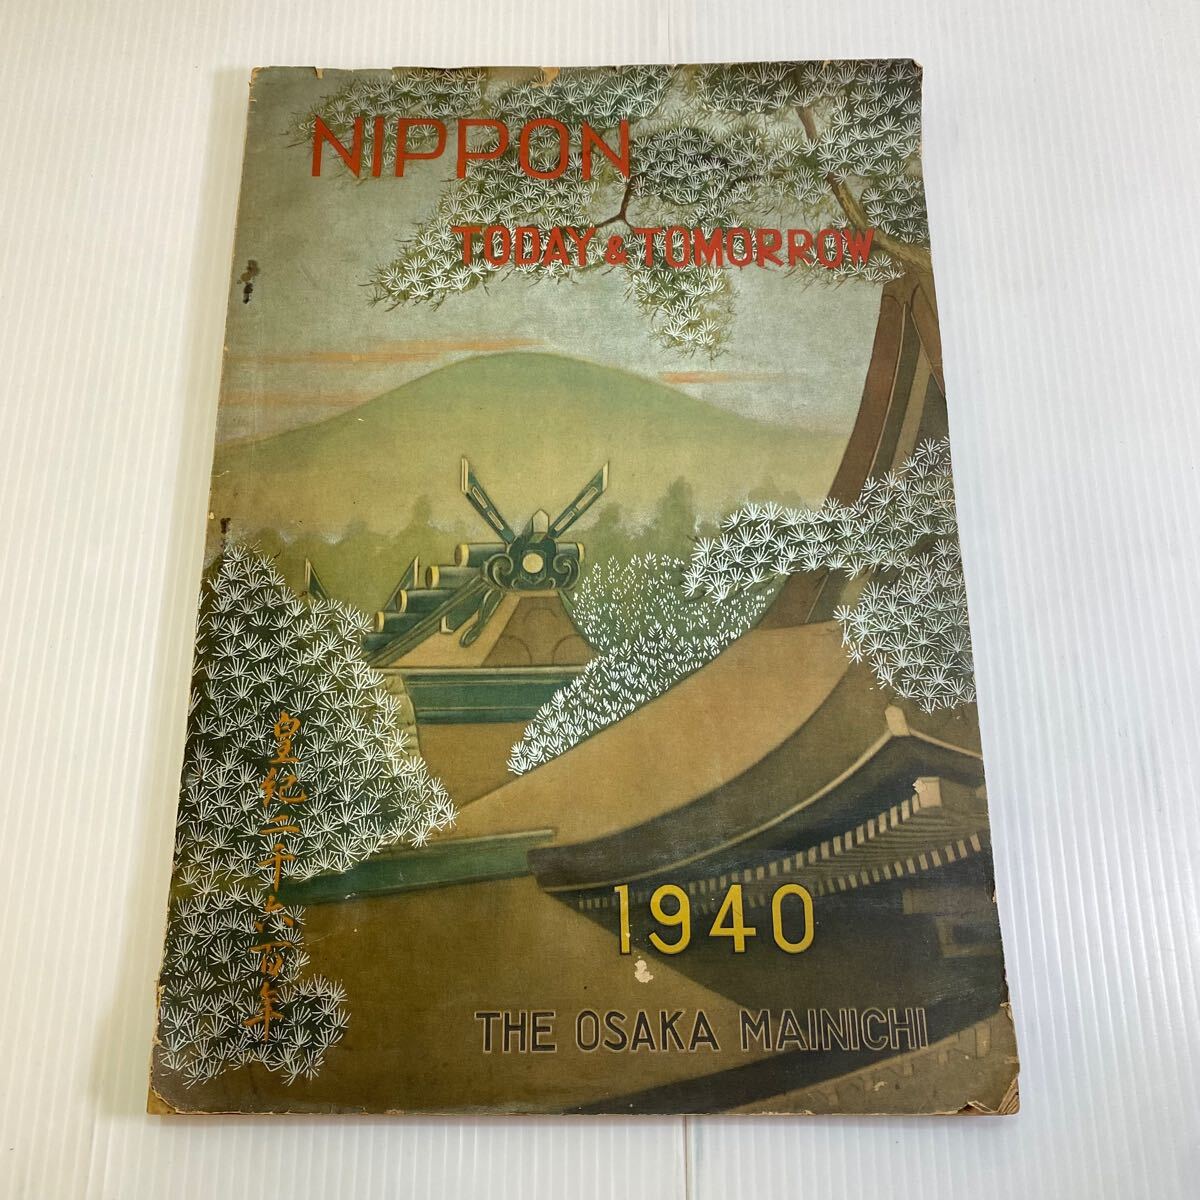 NIPPON
TODAY & TOMORROW
皇紀二千六百年
1940
THE OSAKA MAINICHI